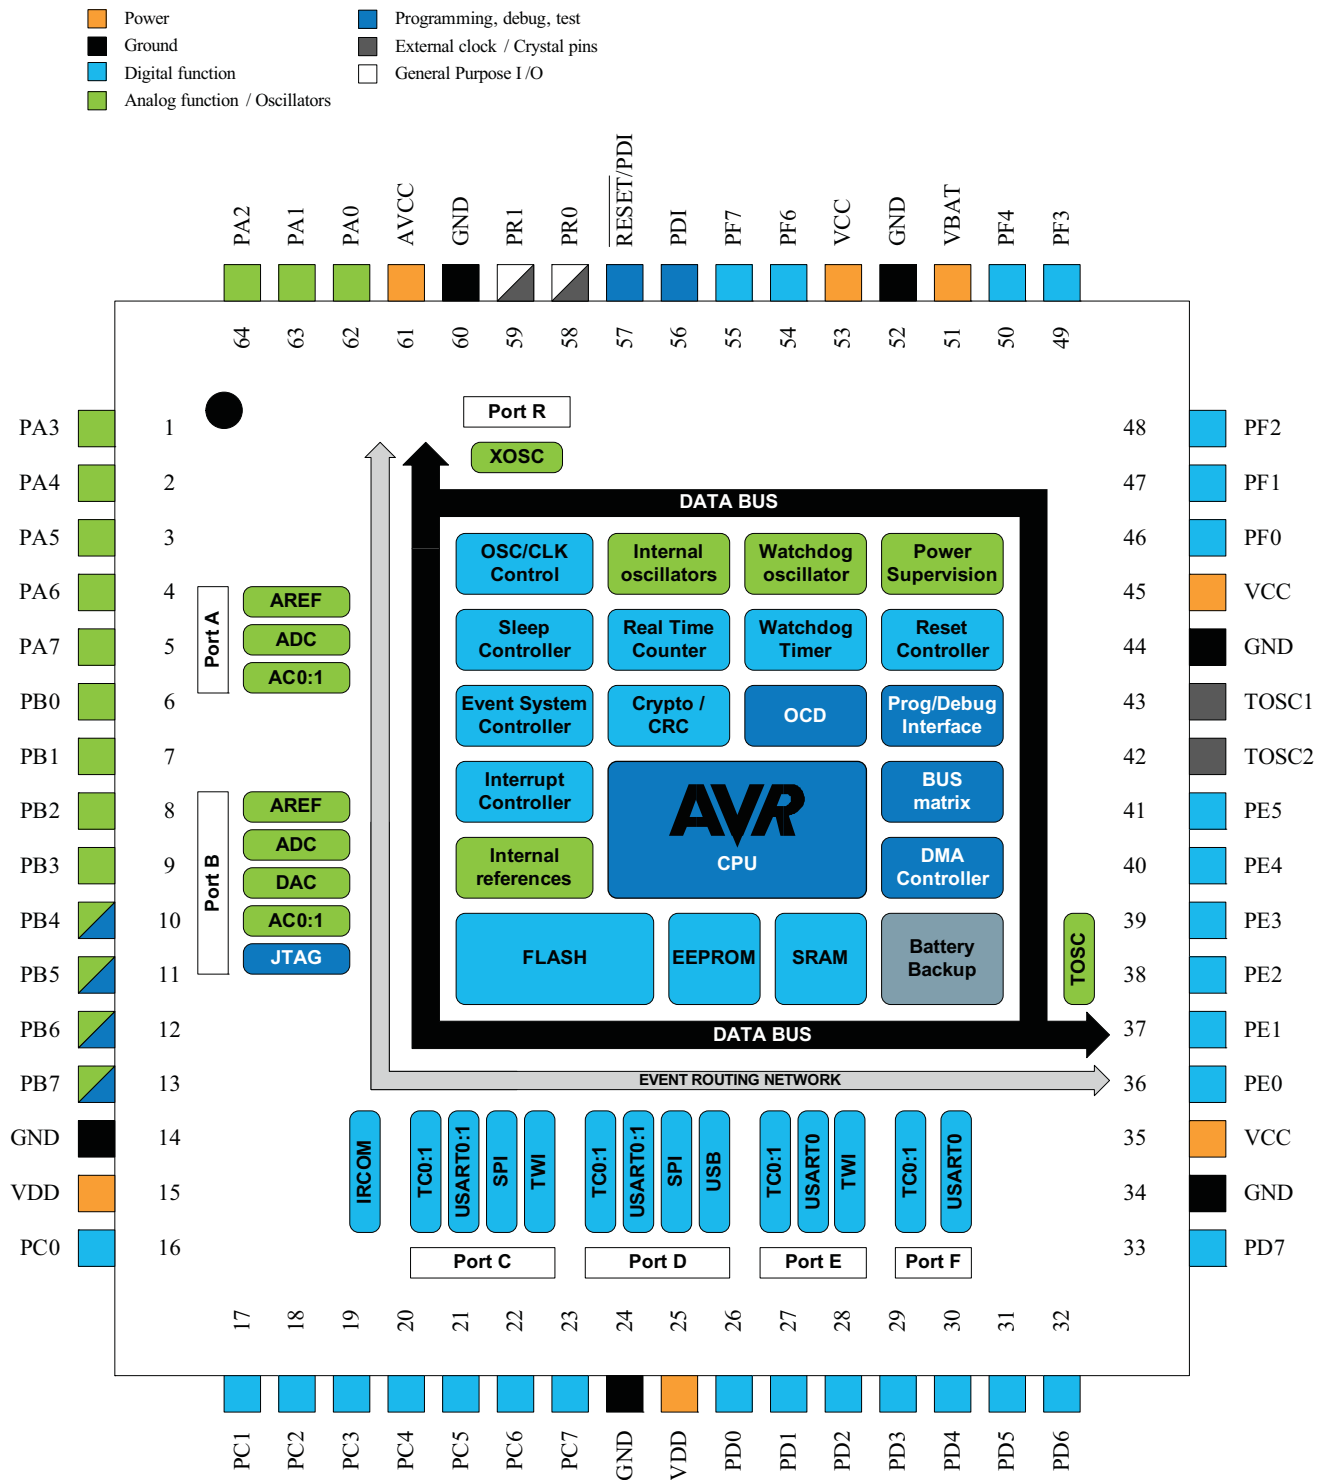 Power
Ground
Digital function
Analog function / Oscillators
Programming, debug, test
External clock / Crystal pins
General Purpose I /O
PA2
PA1
PA0
AVCC
GND
PR1
PR0
RESET/PDI
PDI
PF7
PF6
VCC
GND
VBAT
PF4
PF3
64
63
62
61
60
59
58
57
56
55
54
53
52
51
50
49
PA3 1
PA4 2
PA5 3
PA6 4
PA7 5
PB0 6
PB1 7
PB2 8
PB3 9
PB4 10
PB5 11
PB6 12
PB7 13
GND 14
VDD 15
PC0 16
Port A
AREF
ADC
AC0:1
Port B
AREF
ADC
DAC
AC0:1
JTAG
Port R
XOSC
DATA BUS
OSC/CLK
Control
Internal
oscillators
Watchdog
oscillator
Power
Supervision
Sleep
Controller
Real Time
Counter
Watchdog
Timer
Reset
Controller
Event System
Controller
Crypto /
CRC
OCD
Prog/Debug
Interface
Interrupt
Controller
AVR
CPU
BUS
matrix
Internal
references
DMA
Controller
FLASH
EEPROM
SRAM
Battery
Backup
TOSC
DATA BUS
EVENT ROUTING NETWORK
IRCOM
TC0:1
USART0:1
SPI
TWI
Port C
TC0:1
USART0:1
SPI
USB
Port D
TC0:1
USART0
TWI
Port E
TC0:1
USART0
Port F
48 PF2
47 PF1
46 PF0
45 VCC
44 GND
43 TOSC1
42 TOSC2
41 PE5
40 PE4
39 PE3
38 PE2
37 PE1
36 PE0
35 VCC
34 GND
33 PD7
17
18
19
20
21
22
23
24
25
26
27
28
29
30
31
32
PC1
PC2
PC3
PC4
PC5
PC6
PC7
GND
VDD
PD0
PD1
PD2
PD3
PD4
PD5
PD6